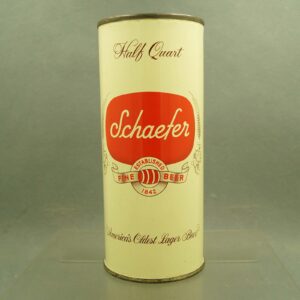 Half Quart
Schaefer
ESTABLISHED
FINE BEER
1842
America's Oldest Lager Beer